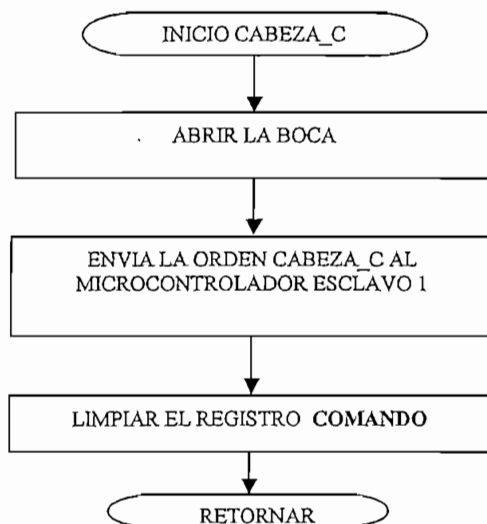 INICIO CABEZA_C
ABRIR LA BOCA
ENVIA LA ORDEN CABEZA_C AL
MICROCONTROLADOR ESCLAVO 1
LIMPIAR EL REGISTRO COMANDO
RETORNAR